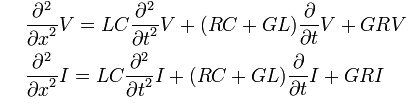 ∂²/∂x² V = LC ∂²/∂t² V + (RC + GL) ∂/∂t V + GRV
∂²/∂x² I = LC ∂²/∂t² I + (RC + GL) ∂/∂t I + GRI